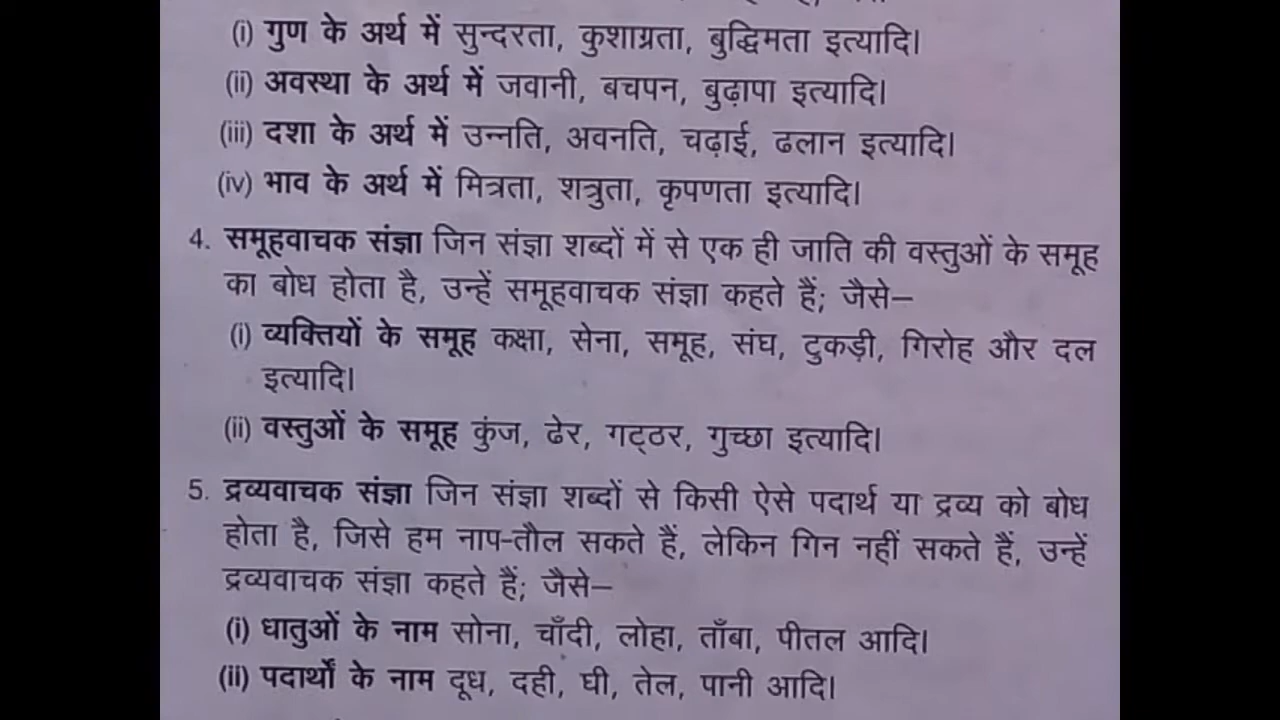 (i) गुण के अर्थ में सुन्दरता, कुशाग्रता, बुद्धिमता इत्यादि।
(ii) अवस्था के अर्थ में जवानी, बचपन, बुढ़ापा इत्यादि।
(iii) दशा के अर्थ में उन्नति, अवनति, चढ़ाई, ढलान इत्यादि।
(iv) भाव के अर्थ में मित्रता, शत्रुता, कृपणता इत्यादि।
4. समूहवाचक संज्ञा जिन संज्ञा शब्दों में से एक ही जाति की वस्तुओं के समूह
का बोध होता है, उन्हें समूहवाचक संज्ञा कहते हैं; जैसे–
(i) व्यक्तियों के समूह कक्षा, सेना, समूह, संघ, टुकड़ी, गिरोह और दल
इत्यादि।
(ii) वस्तुओं के समूह कुंज, ढेर, गट्ठर, गुच्छा इत्यादि।
5. द्रव्यवाचक संज्ञा जिन संज्ञा शब्दों से किसी ऐसे पदार्थ या द्रव्य को बोध
होता है, जिसे हम नाप-तौल सकते हैं, लेकिन गिन नहीं सकते हैं, उन्हें
द्रव्यवाचक संज्ञा कहते हैं; जैसे–
(i) धातुओं के नाम सोना, चाँदी, लोहा, ताँबा, पीतल आदि।
(ii) पदार्थों के नाम दूध, दही, घी, तेल, पानी आदि।